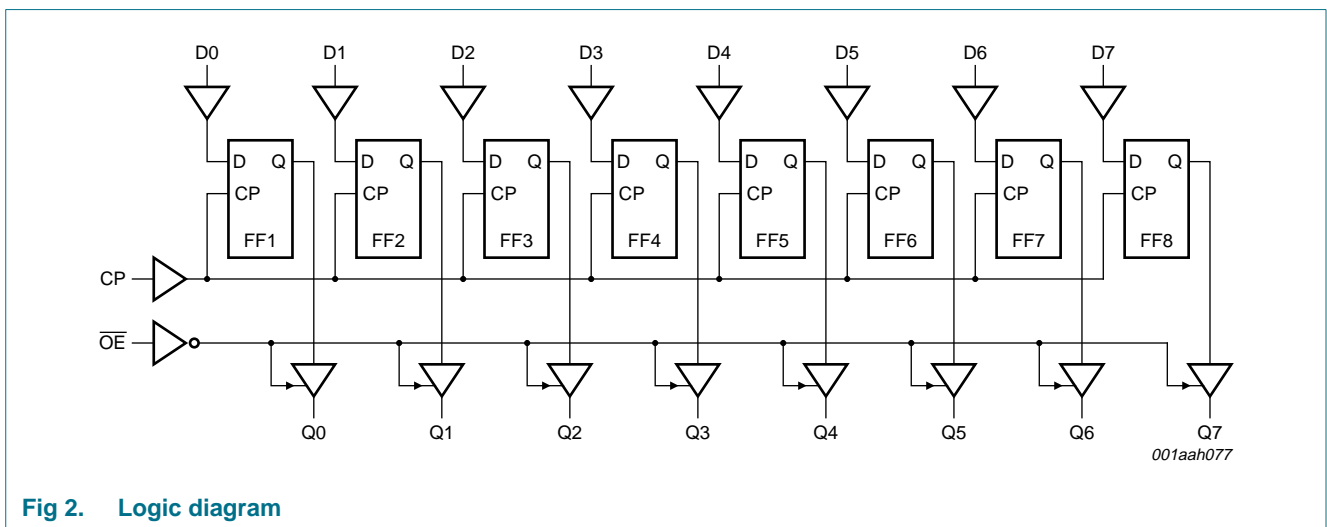 D0 D1 D2 D3 D4 D5 D6 D7
D Q D Q D Q D Q D Q D Q D Q D Q
CP CP CP CP CP CP CP CP
FF1 FF2 FF3 FF4 FF5 FF6 FF7 FF8
CP
O̅E̅
Q0 Q1 Q2 Q3 Q4 Q5 Q6 Q7
001aah077
Fig 2. Logic diagram